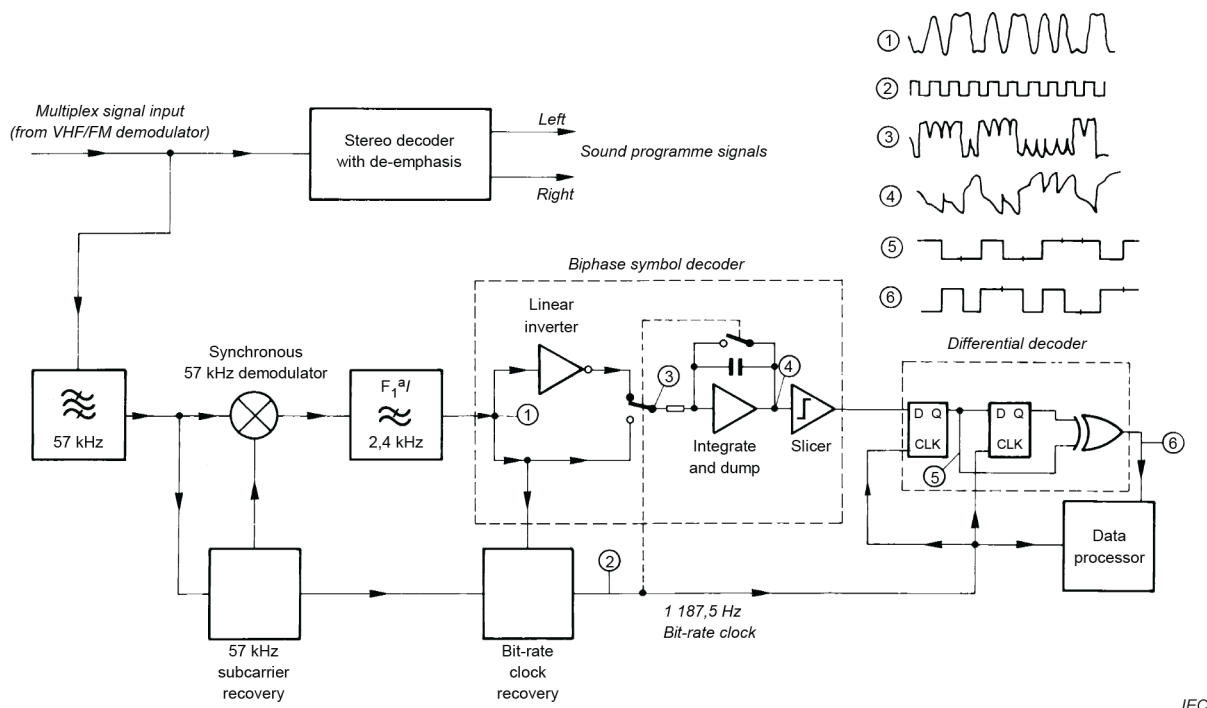 ①
②
③
④
⑤
⑥
Multiplex signal input
(from VHF/FM demodulator)
Stereo decoder
with de-emphasis
Left
Right
Sound programme signals
Biphase symbol decoder
Linear
inverter
Synchronous
57 kHz demodulator
57 kHz
F₁ᵃ⁾
2,4 kHz
①
③
④
Integrate
and dump
Slicer
Differential decoder
D Q
CLK
D Q
CLK
⑤
⑥
Data
processor
②
1 187,5 Hz
Bit-rate clock
57 kHz
subcarrier
recovery
Bit-rate
clock
recovery
IEC